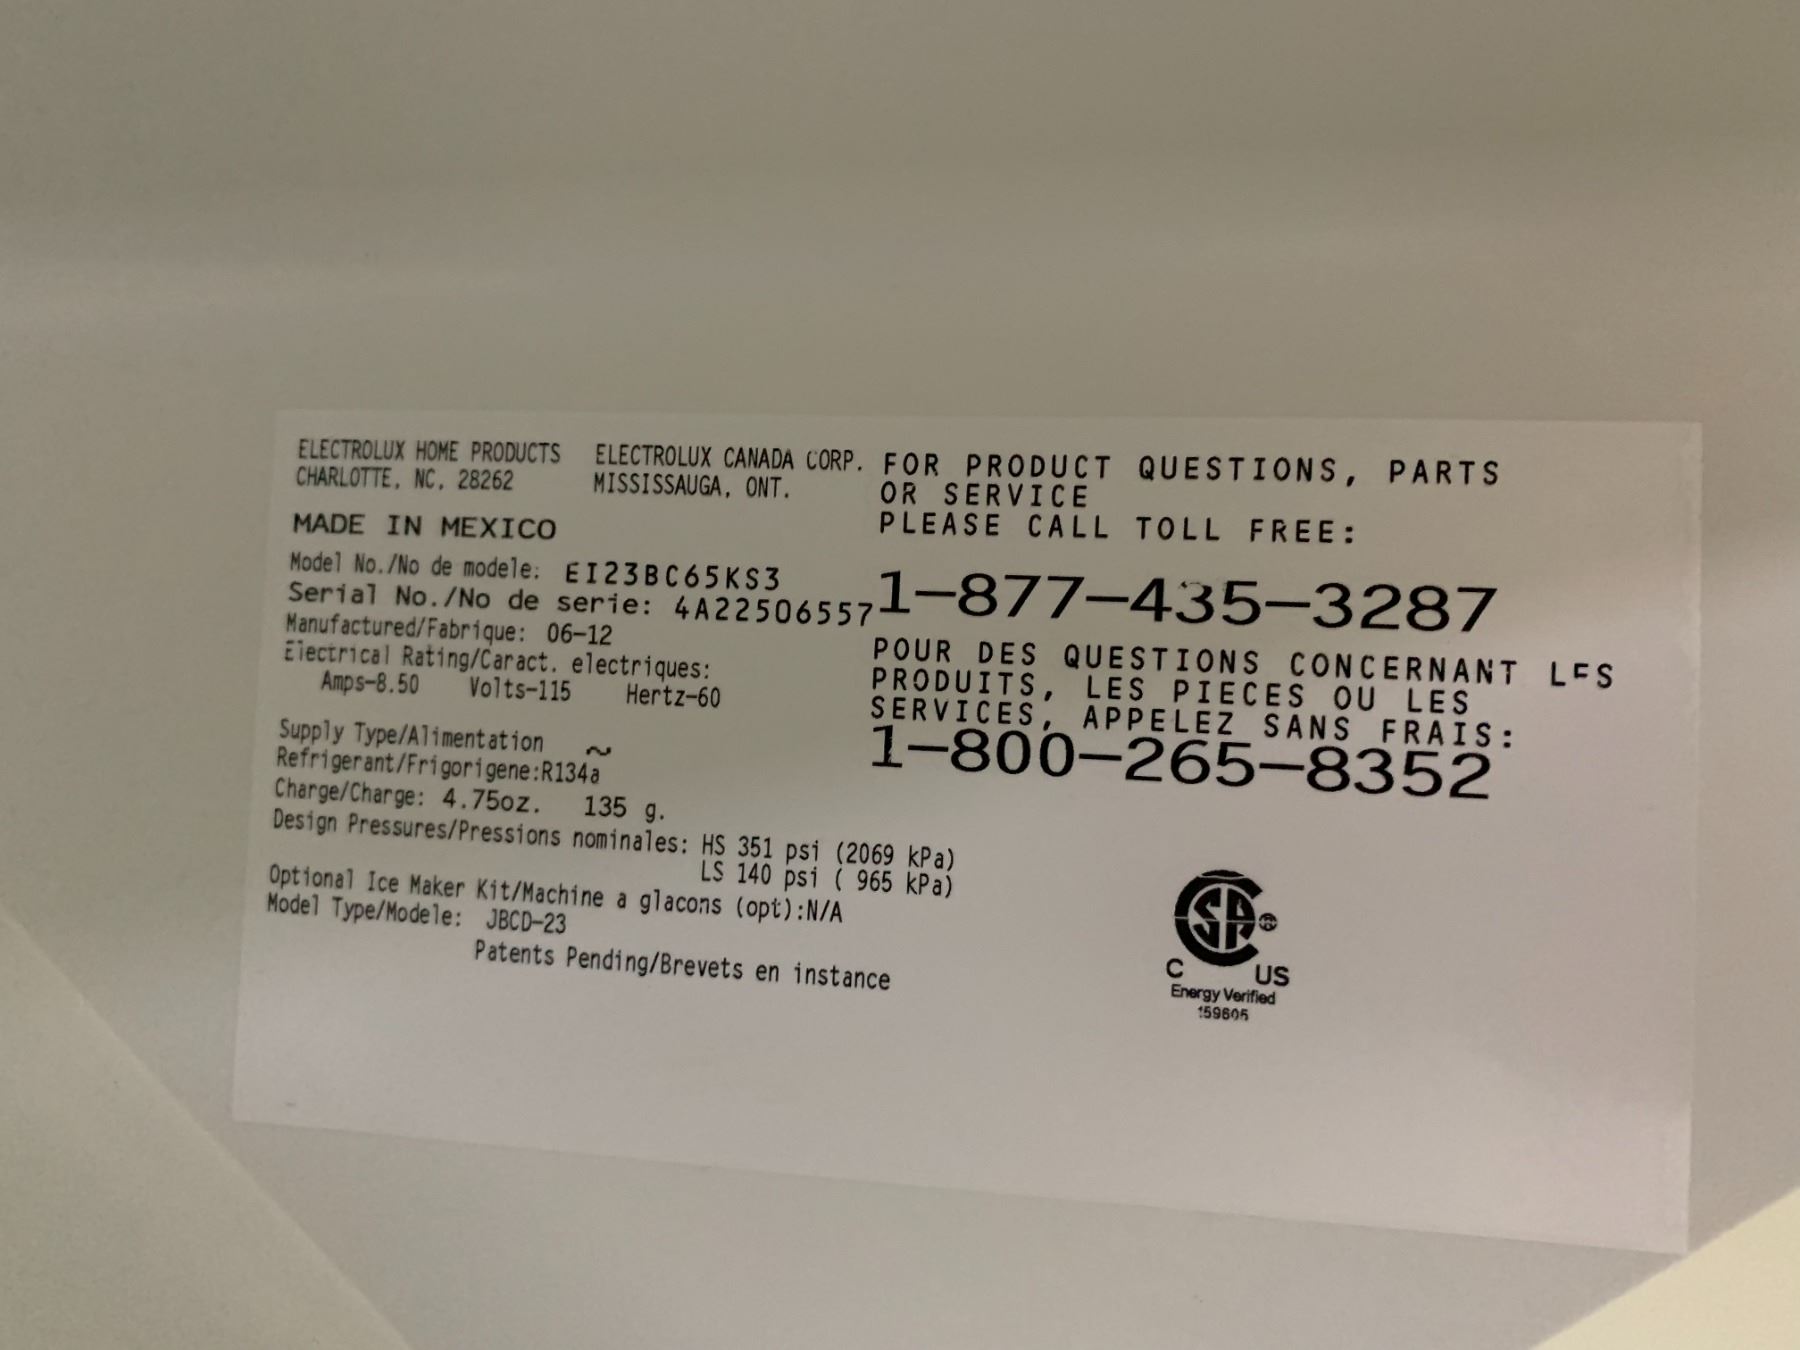 ELECTROLUX HOME PRODUCTS
CHARLOTTE, NC, 28262
ELECTROLUX CANADA CORP.
MISSISSAUGA, ONT.
MADE IN MEXICO
Model No./No de modele: EI23BC65KS3
Serial No./No de serie: 4A22506557
Manufactured/Fabrique: 06-12
Electrical Rating/Caract. electriques:
Amps-8.50 Volts-115 Hertz-60
Supply Type/Alimentation ~
Refrigerant/Frigorigene:R134a
Charge/Charge: 4.75oz. 135 g.
Design Pressures/Pressions nominales: HS 351 psi (2069 kPa)
LS 140 psi ( 965 kPa)
Optional Ice Maker Kit/Machine a glacons (opt):N/A
Model Type/Modele: JBCD-23
Patents Pending/Brevets en instance
FOR PRODUCT QUESTIONS, PARTS
OR SERVICE
PLEASE CALL TOLL FREE:
1-877-435-3287
POUR DES QUESTIONS CONCERNANT LES
PRODUITS, LES PIECES OU LES
SERVICES, APPELEZ SANS FRAIS:
1-800-265-8352
CSA ®
C US
Energy Verified